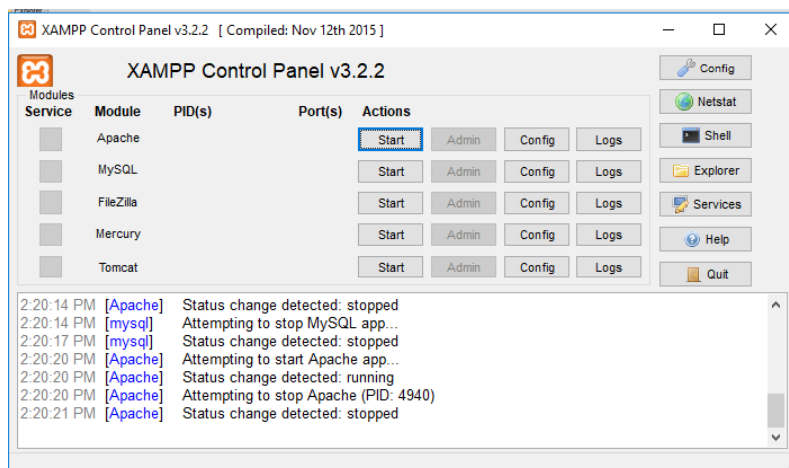 Explorer
XAMPP Control Panel v3.2.2 [ Compiled: Nov 12th 2015 ]
XAMPP Control Panel v3.2.2
Config
Modules
Service Module PID(s) Port(s) Actions
Netstat
Apache Start Admin Config Logs
Shell
MySQL Start Admin Config Logs
Explorer
FileZilla Start Admin Config Logs
Services
Mercury Start Admin Config Logs
Help
Tomcat Start Admin Config Logs
Quit
2:20:14 PM [Apache] Status change detected: stopped
2:20:14 PM [mysql] Attempting to stop MySQL app...
2:20:17 PM [mysql] Status change detected: stopped
2:20:20 PM [Apache] Attempting to start Apache app...
2:20:20 PM [Apache] Status change detected: running
2:20:20 PM [Apache] Attempting to stop Apache (PID: 4940)
2:20:21 PM [Apache] Status change detected: stopped